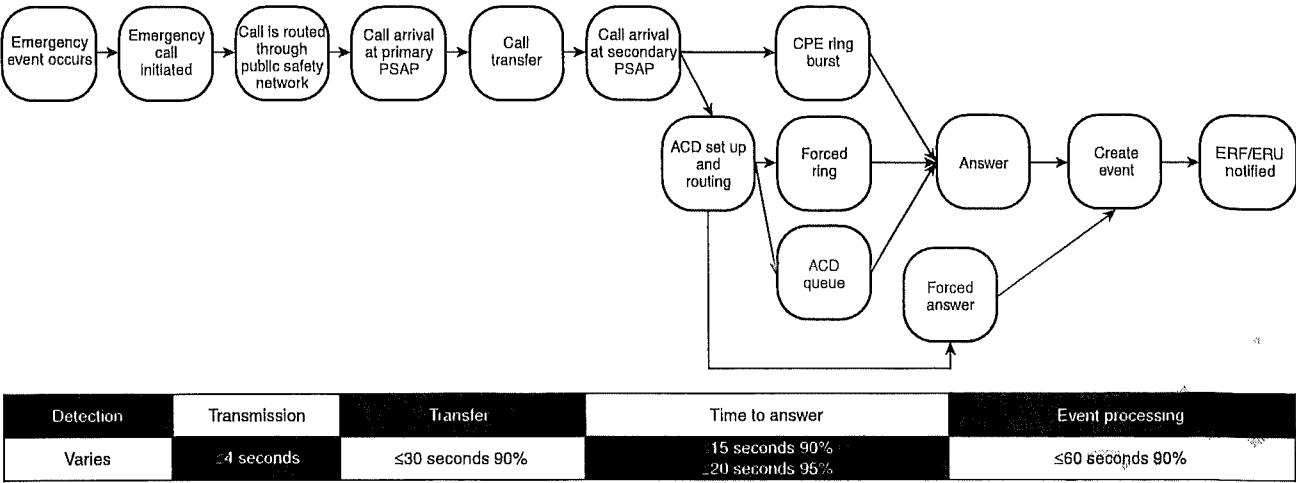 Emergency
event occurs
Emergency
call
initiated
Call is routed
through
public safety
network
Call arrival
at primary
PSAP
Call
transfer
Call arrival
at secondary
PSAP
CPE ring
burst
ACD set up
and
routing
Forced
ring
Answer
Create
event
ERF/ERU
notified
ACD
queue
Forced
answer
Detection
Transmission
Transfer
Time to answer
Event processing
Varies
≤4 seconds
≤30 seconds 90%
≤15 seconds 90%
≤20 seconds 95%
≤60 seconds 90%